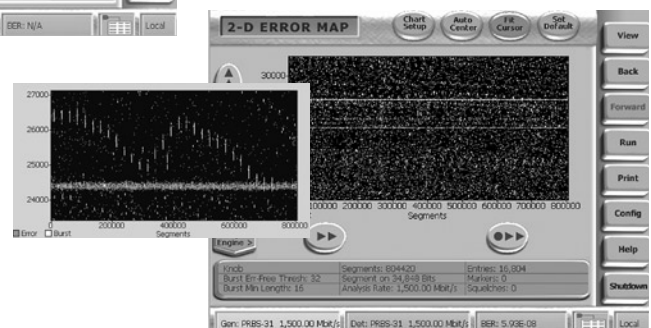 BER: N/A
Local
2-D ERROR MAP
Chart Setup
Auto Center
Fit Cursor
Set Default
View
Back
Forward
Run
Print
Config
Help
Shutdown
30000
27000
26000
25000
24000
0 200000 400000 600000 800000
Error Burst Segments
100000 200000 300000 400000 500000 600000 700000 800000
Segments
Engine >
Knob
Burst Err-Free Thresh: 32
Burst Min Length: 16
Segments: 804420
Segment on 34,848 Bits
Analysis Rate: 1,500.00 Mbit/s
Entries: 16,804
Markers: 0
Squelches: 0
Gen: PRBS-31 1,500.00 Mbit/s
Det: PRBS-31 1,500.00 Mbit/s
BER: 5.93E-08
Local